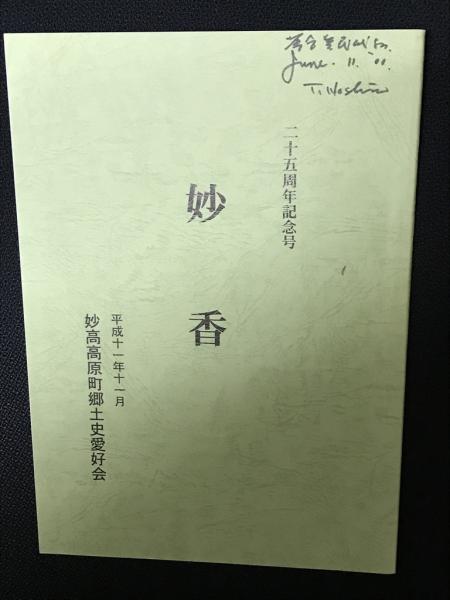 June. 11. '01.
T. Hoshino
二十五周年記念号
妙香
平成十一年十一月
妙高高原町郷土史愛好会